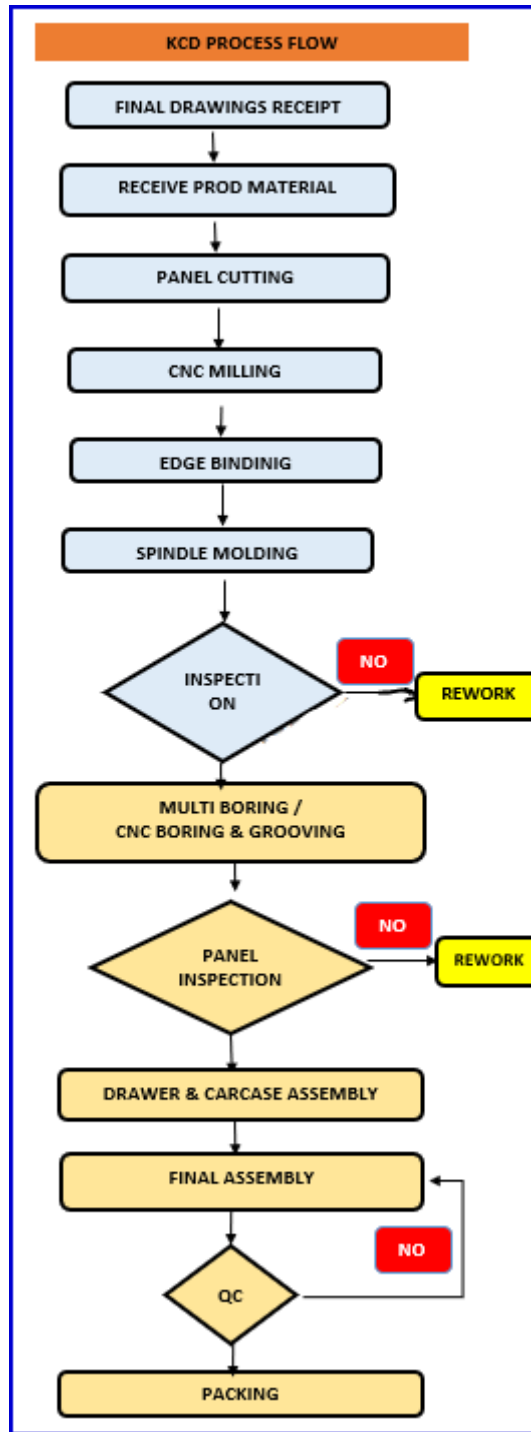 KCD PROCESS FLOW
FINAL DRAWINGS RECEIPT
RECEIVE PROD MATERIAL
PANEL CUTTING
CNC MILLING
EDGE BINDINIG
SPINDLE MOLDING
INSPECTI
ON
NO
REWORK
MULTI BORING /
CNC BORING & GROOVING
PANEL
INSPECTION
NO
REWORK
DRAWER & CARCASE ASSEMBLY
FINAL ASSEMBLY
NO
QC
PACKING